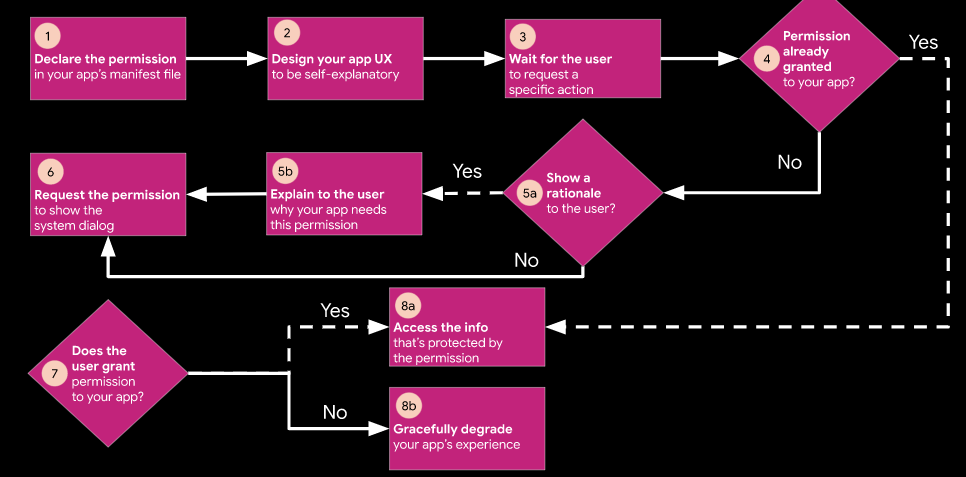 1
Declare the permission
in your app's manifest file
2
Design your app UX
to be self-explanatory
3
Wait for the user
to request a
specific action
4
Permission
already
granted
to your app?
Yes
No
5a
Show a
rationale
to the user?
Yes
5b
Explain to the user
why your app needs
this permission
6
Request the permission
to show the
system dialog
No
7
Does the
user grant
permission
to your app?
Yes
8a
Access the info
that's protected by
the permission
No
8b
Gracefully degrade
your app's experience